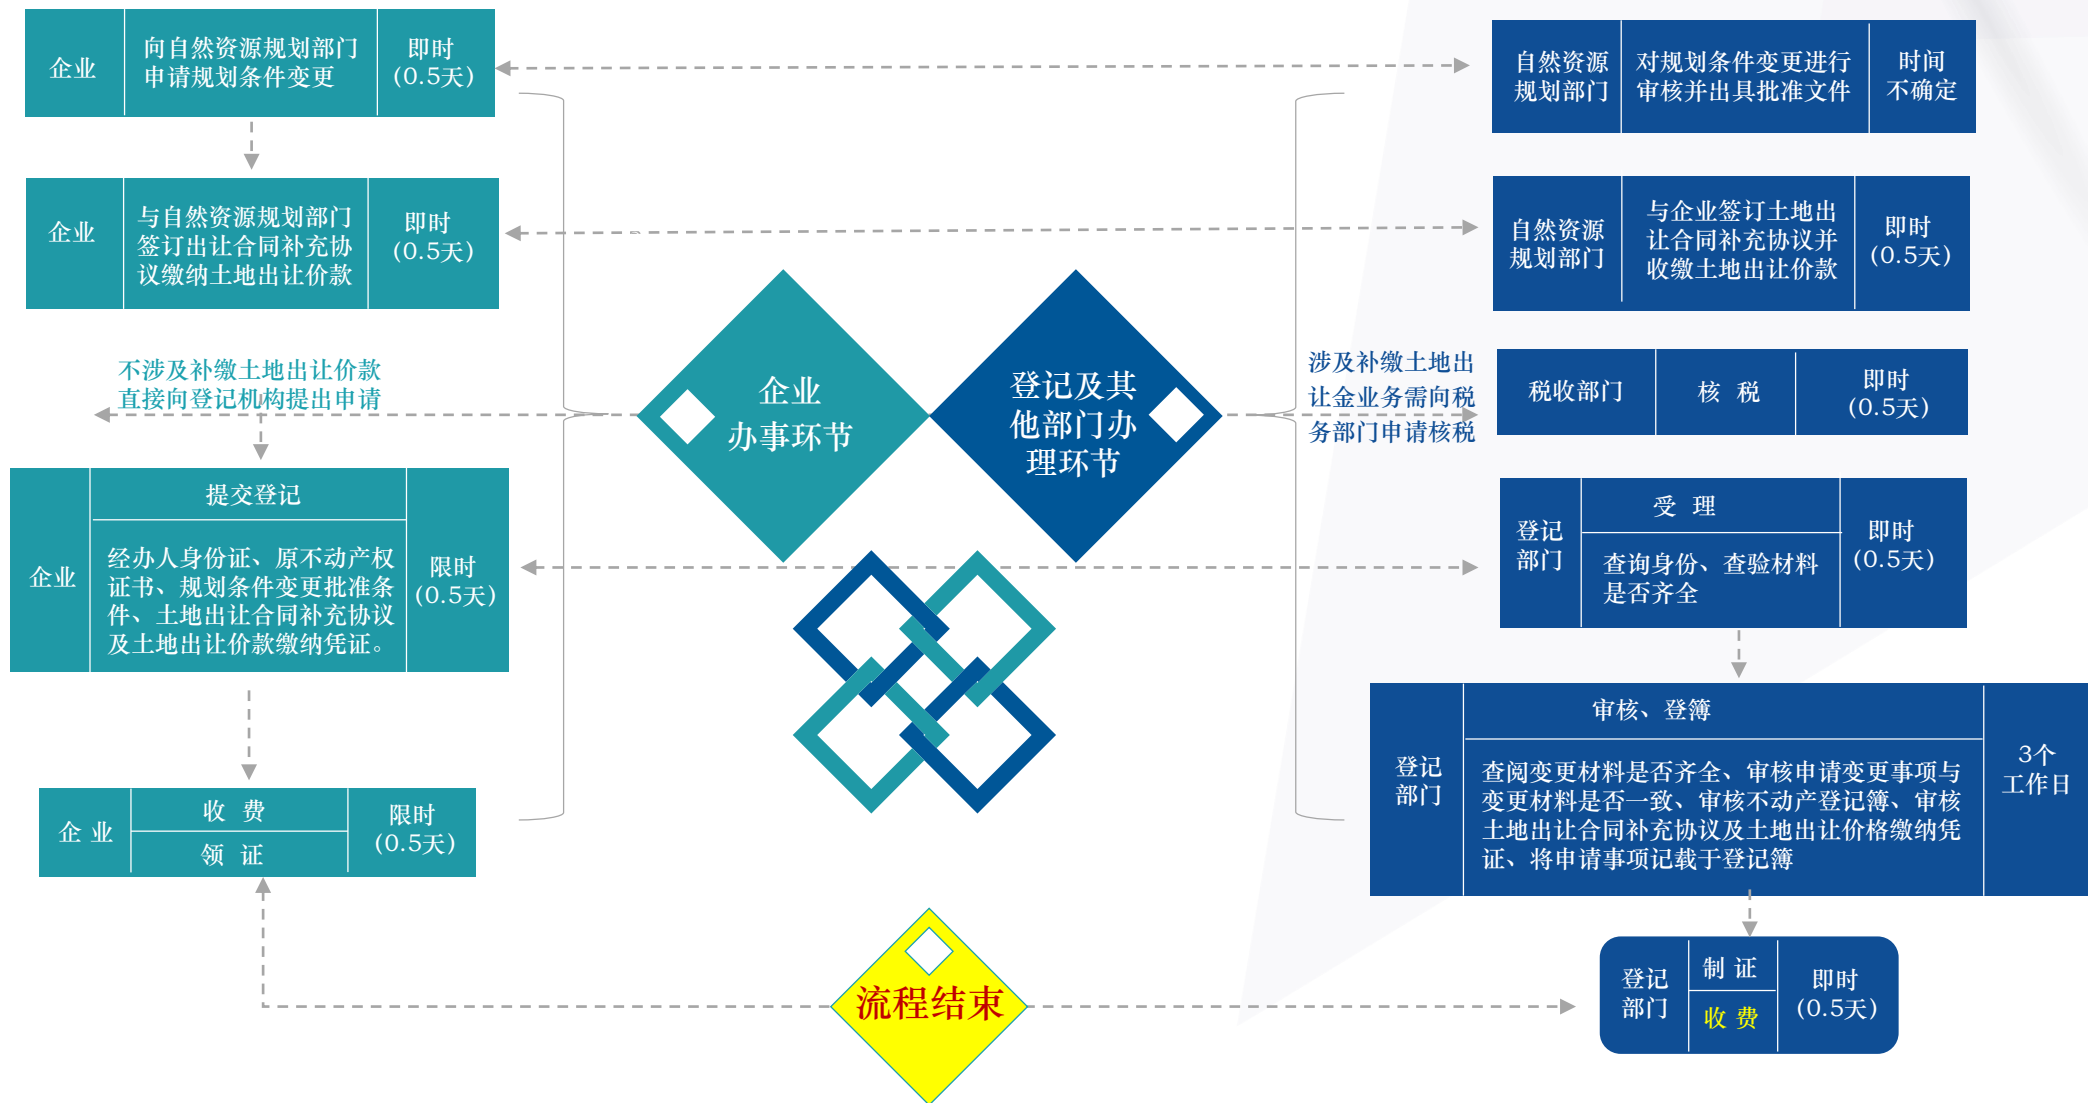 企业
向自然资源规划部门
申请规划条件变更
即时
(0.5天)
企业
与自然资源规划部门
签订出让合同补充协
议缴纳土地出让价款
即时
(0.5天)
不涉及补缴土地出让价款
直接向登记机构提出申请
企业
提交登记
经办人身份证、原不动产权
证书、规划条件变更批准条
件、土地出让合同补充协议
及土地出让价款缴纳凭证。
限时
(0.5天)
企 业
收 费
领 证
限时
(0.5天)
企业
办事环节
登记及其
他部门办
理环节
流程结束
自然资源
规划部门
对规划条件变更进行
审核并出具批准文件
时间
不确定
自然资源
规划部门
与企业签订土地出
让合同补充协议并
收缴土地出让价款
即时
(0.5天)
涉及补缴土地出
让金业务需向税
务部门申请核税
税收部门
核 税
即时
(0.5天)
登记
部门
受 理
查询身份、查验材料
是否齐全
即时
(0.5天)
登记
部门
审核、登簿
查阅变更材料是否齐全、审核申请变更事项与
变更材料是否一致、审核不动产登记簿、审核
土地出让合同补充协议及土地出让价格缴纳凭
证、将申请事项记载于登记簿
3个
工作日
登记
部门
制 证
收 费
即时
(0.5天)